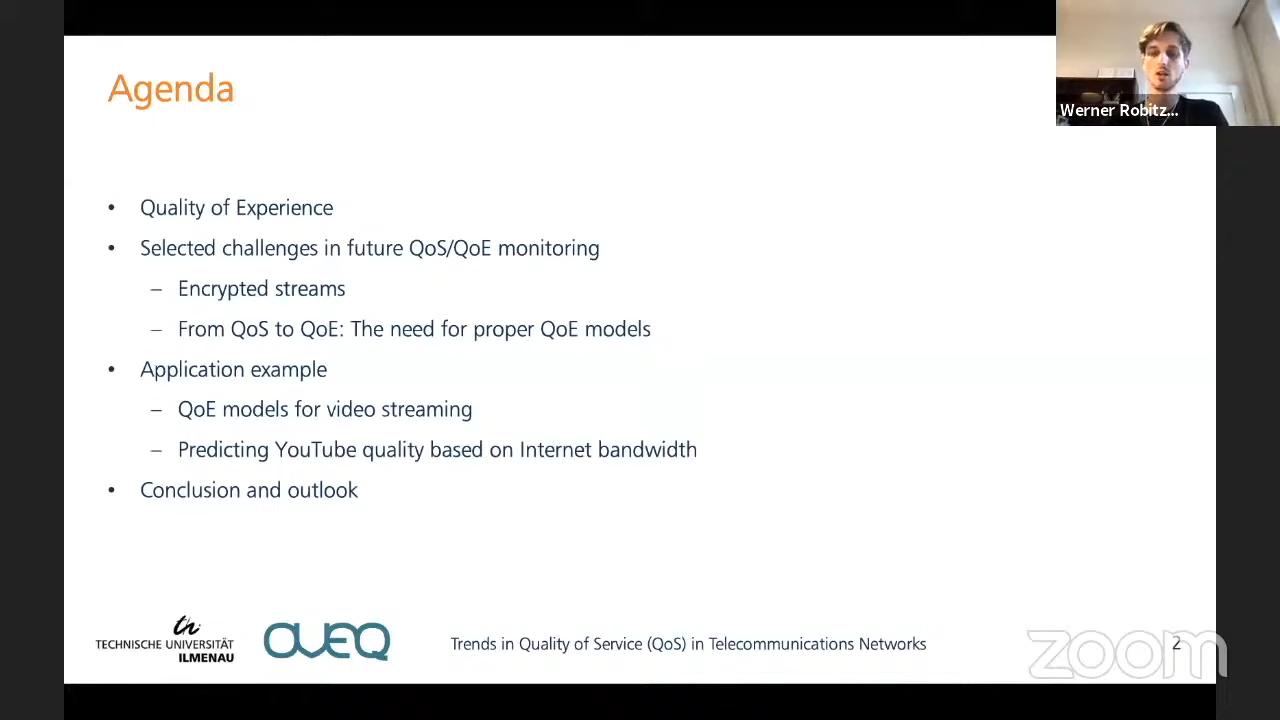 Agenda
Werner Robitz...
• Quality of Experience
• Selected challenges in future QoS/QoE monitoring
– Encrypted streams
– From QoS to QoE: The need for proper QoE models
• Application example
– QoE models for video streaming
– Predicting YouTube quality based on Internet bandwidth
• Conclusion and outlook
th
TECHNISCHE UNIVERSITÄT
ILMENAU
AVEQ
Trends in Quality of Service (QoS) in Telecommunications Networks
2
zoom